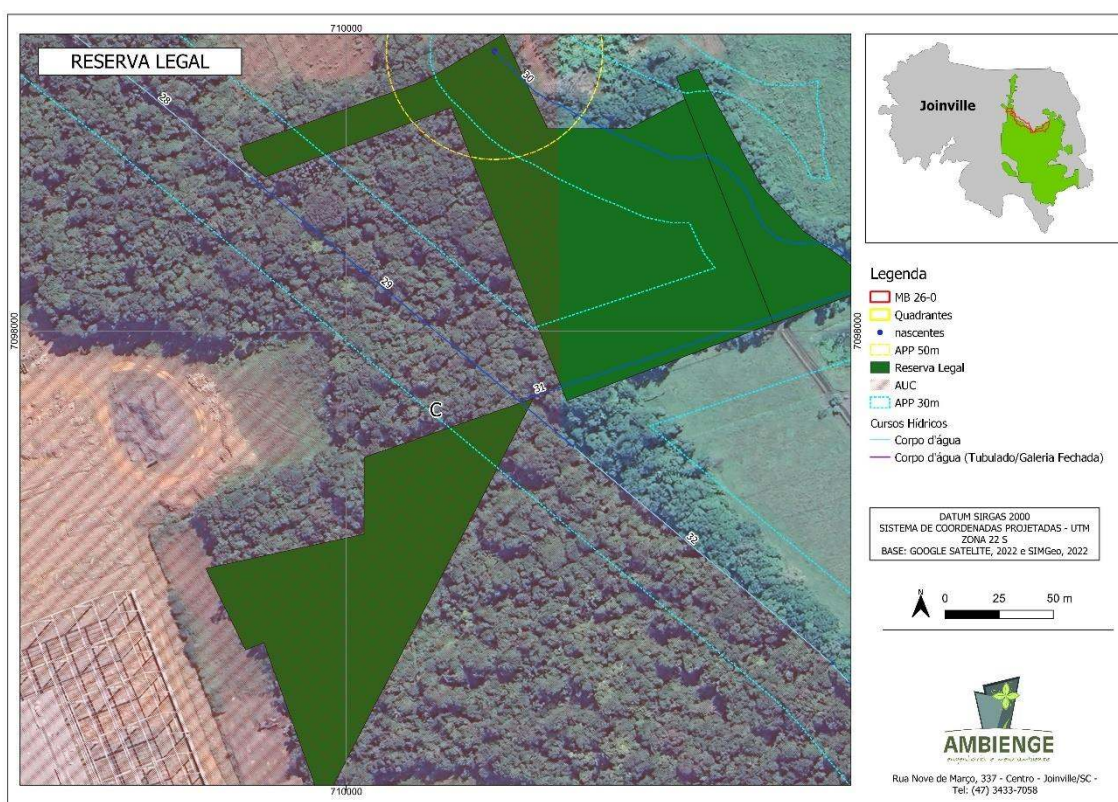 RESERVA LEGAL
710000
7098000
28
29
30
31
32
C
7098000
710000
Joinville
Legenda
MB 26-0
Quadrantes
nascentes
APP 50m
Reserva Legal
AUC
APP 30m
Cursos Hídricos
Corpo d'água
Corpo d'água (Tubulado/Galeria Fechada)
DATUM SIRGAS 2000
SISTEMA DE COORDENADAS PROJETADAS - UTM
ZONA 22 S
BASE: GOOGLE SATELITE, 2022 e SIMGeo, 2022
N
0 25 50 m
AMBIENGE
engenharia e meio ambiente
Rua Nove de Março, 337 - Centro - Joinville/SC -
Tel: (47) 3433-7058